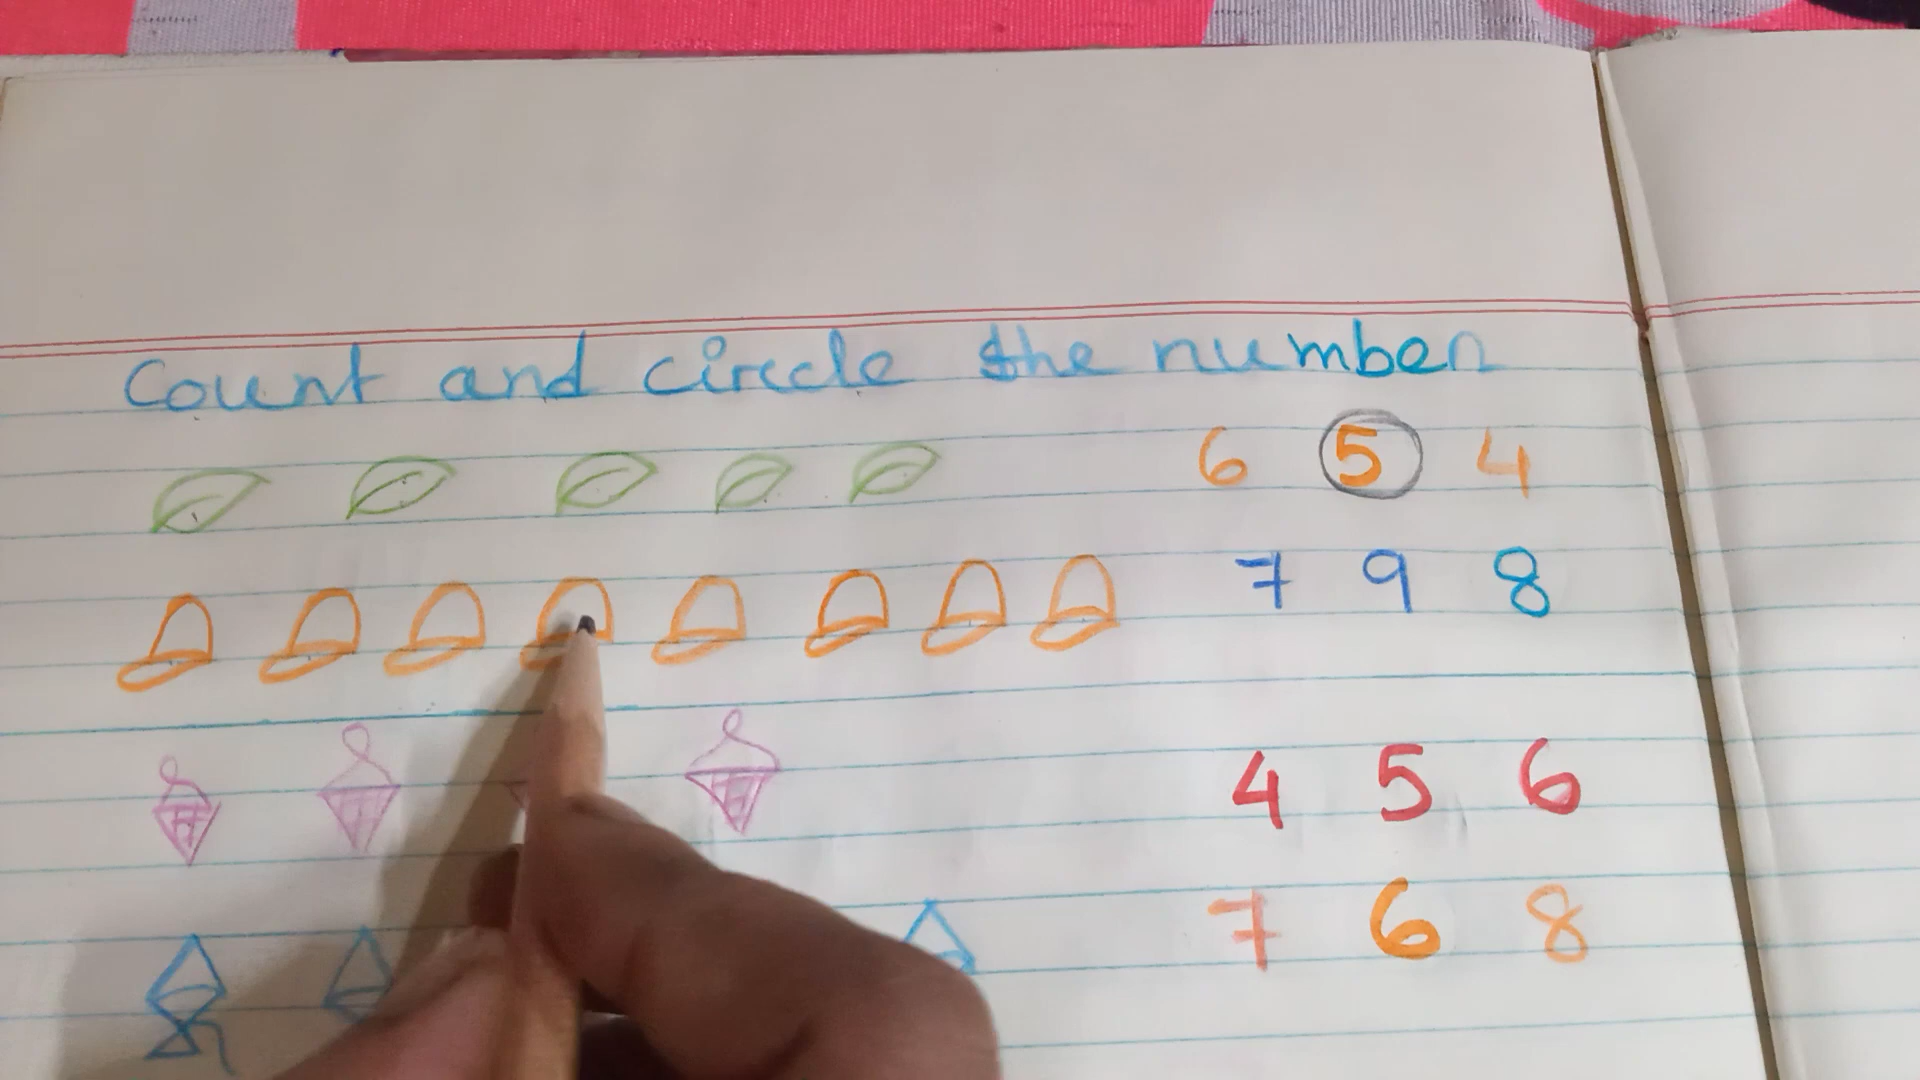 Count and circle the number
6 5 4
7 9 8
4 5 6
7 6 8